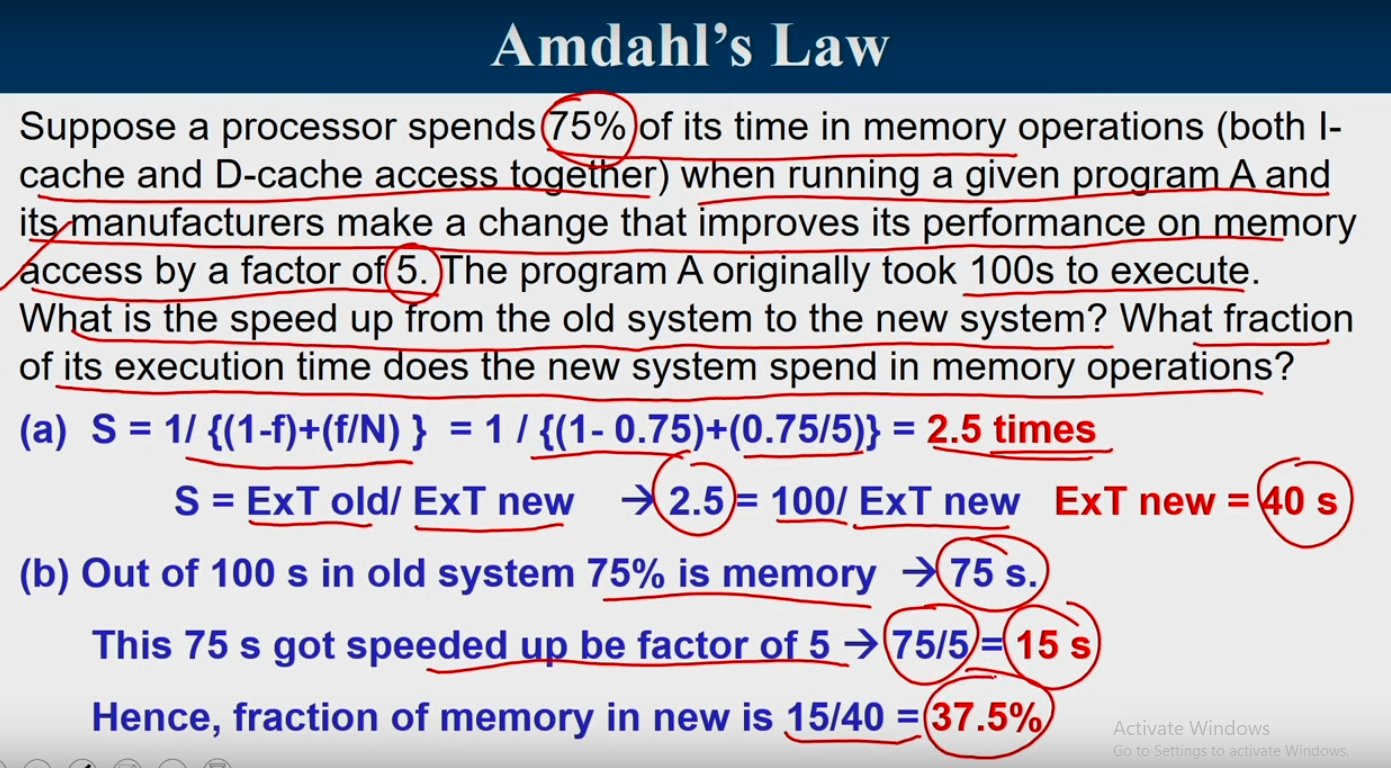 Amdahl's Law
Suppose a processor spends 75% of its time in memory operations (both I-
cache and D-cache access together) when running a given program A and
its manufacturers make a change that improves its performance on memory
access by a factor of 5. The program A originally took 100s to execute.
What is the speed up from the old system to the new system? What fraction
of its execution time does the new system spend in memory operations?
(a) S = 1/ {(1-f)+(f/N) } = 1 / {(1- 0.75)+(0.75/5)} = 2.5 times
S = ExT old/ ExT new → 2.5 = 100/ ExT new ExT new = 40 s
(b) Out of 100 s in old system 75% is memory → 75 s.
This 75 s got speeded up be factor of 5 → 75/5 = 15 s
Hence, fraction of memory in new is 15/40 = 37.5%
Activate Windows
Go to Settings to activate Windows.